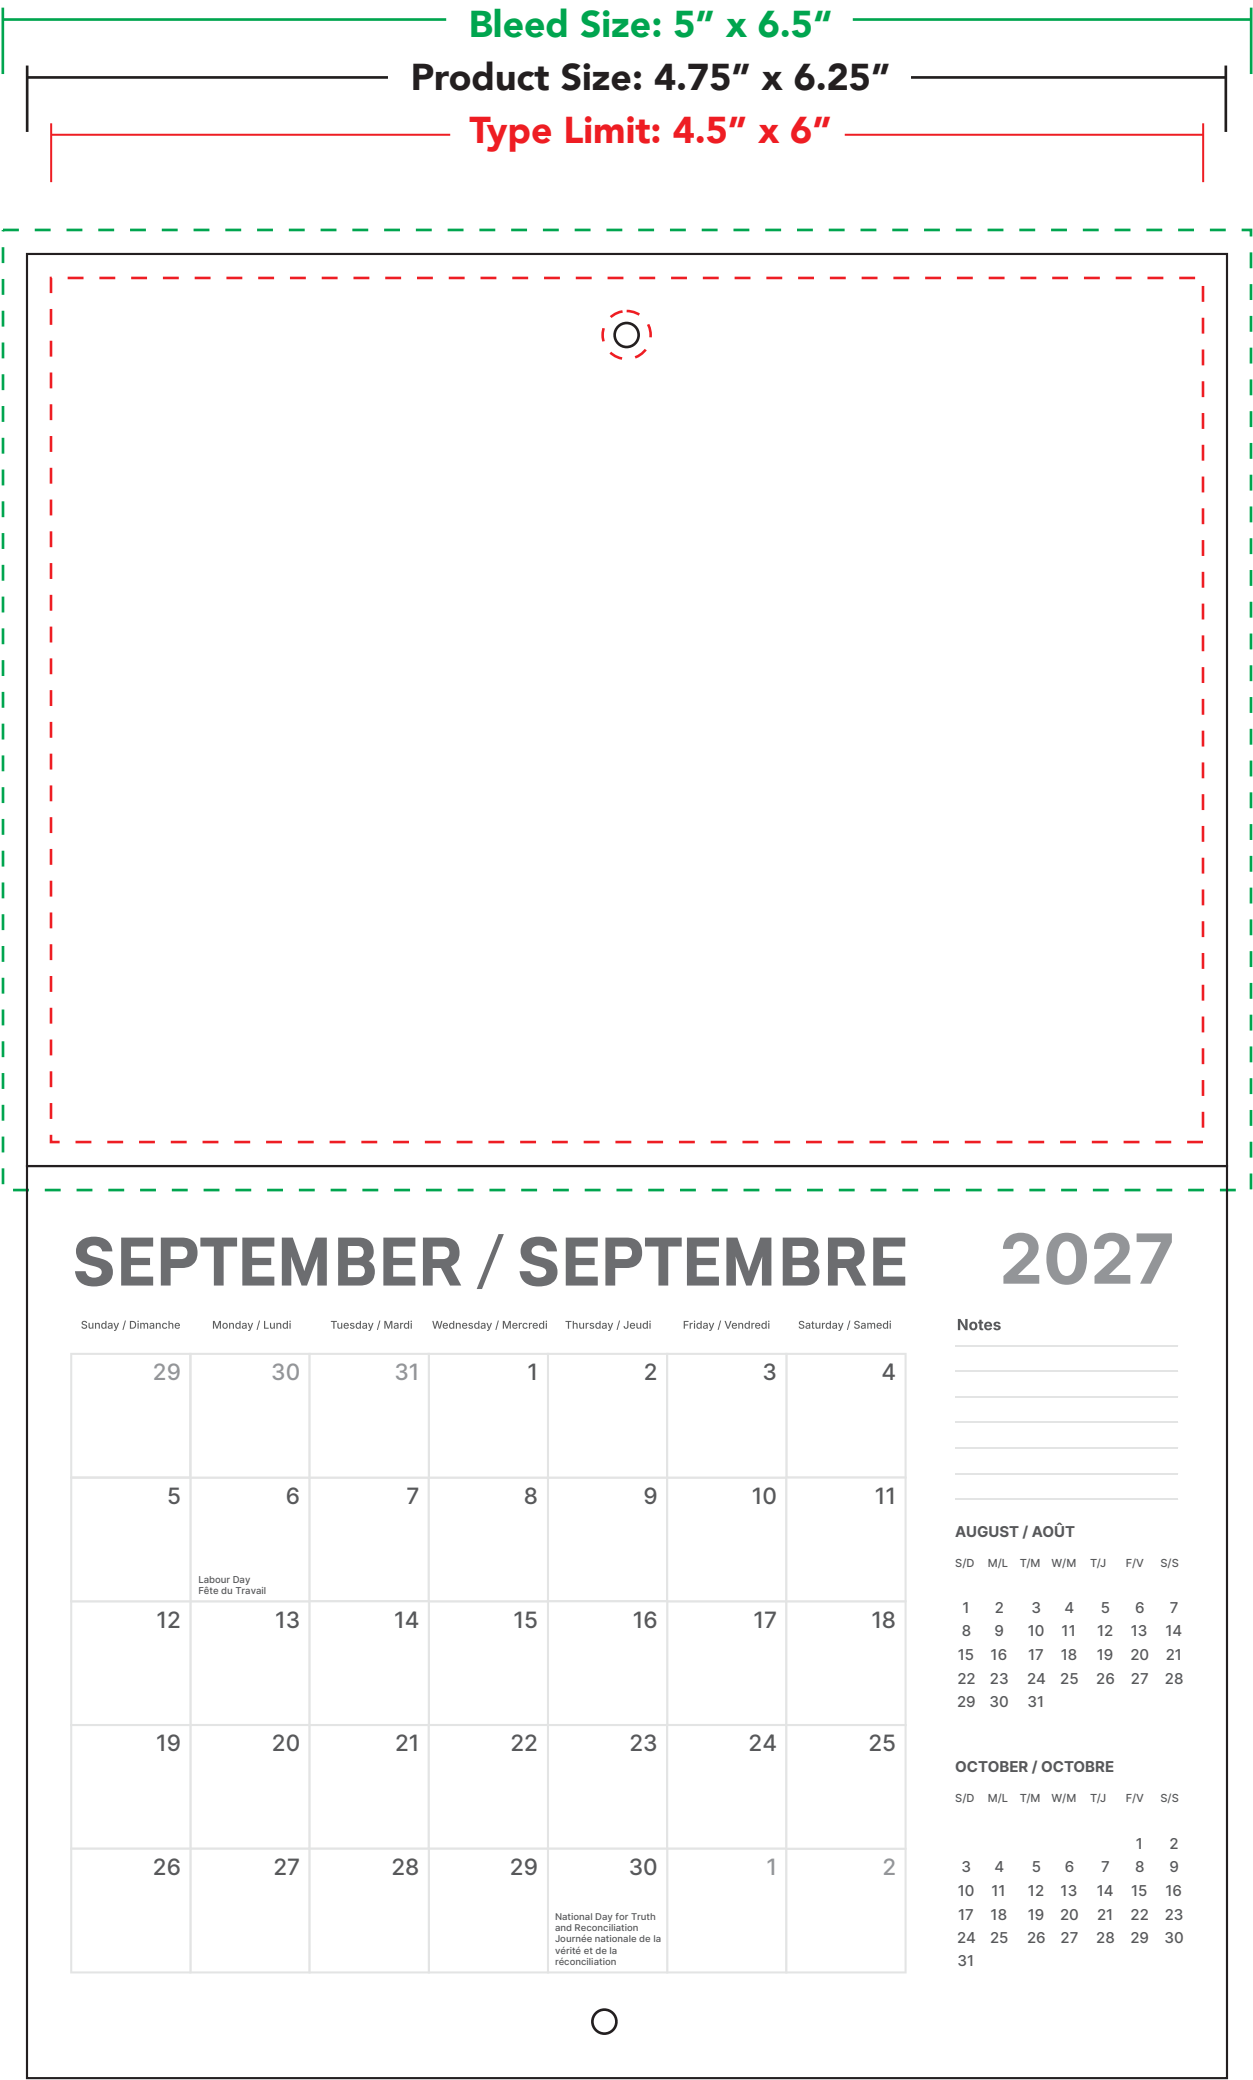 Bleed Size: 5” x 6.5”
Product Size: 4.75” x 6.25”
Type Limit: 4.5” x 6”
SEPTEMBER / SEPTEMBRE 2027
Sunday / Dimanche Monday / Lundi Tuesday / Mardi Wednesday / Mercredi Thursday / Jeudi Friday / Vendredi Saturday / Samedi
29 30 31 1 2 3 4
5 6 7 8 9 10 11
Labour Day
Fête du Travail
12 13 14 15 16 17 18
19 20 21 22 23 24 25
26 27 28 29 30 1 2
National Day for Truth
and Reconciliation
Journée nationale de la
vérité et de la
réconciliation
Notes
AUGUST / AOÛT
S/D M/L T/M W/M T/J F/V S/S
1 2 3 4 5 6 7
8 9 10 11 12 13 14
15 16 17 18 19 20 21
22 23 24 25 26 27 28
29 30 31
OCTOBER / OCTOBRE
S/D M/L T/M W/M T/J F/V S/S
1 2
3 4 5 6 7 8 9
10 11 12 13 14 15 16
17 18 19 20 21 22 23
24 25 26 27 28 29 30
31